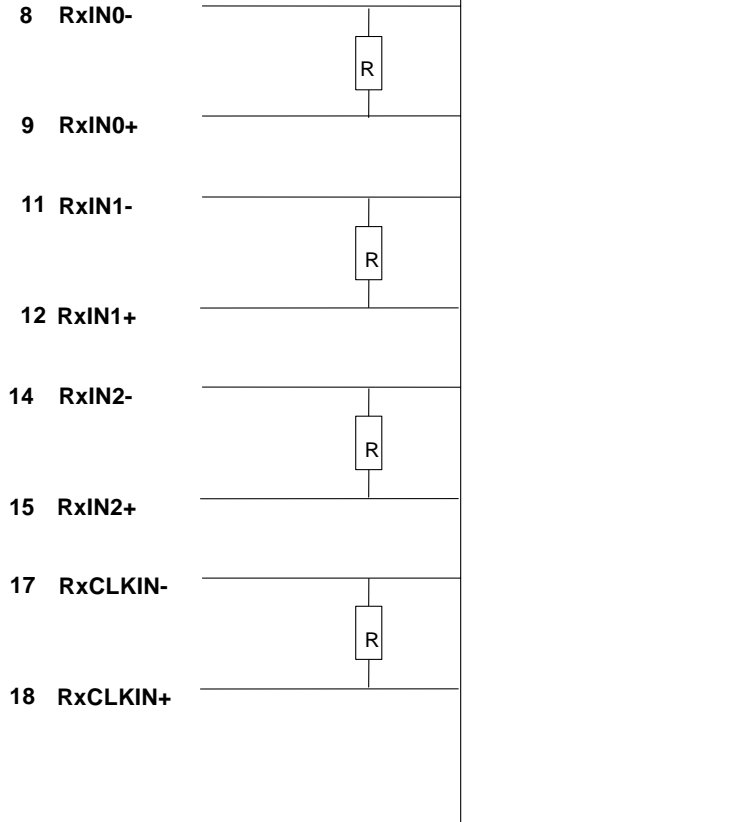 8 RxIN0-
R
9 RxIN0+
11 RxIN1-
R
12 RxIN1+
14 RxIN2-
R
15 RxIN2+
17 RxCLKIN-
R
18 RxCLKIN+